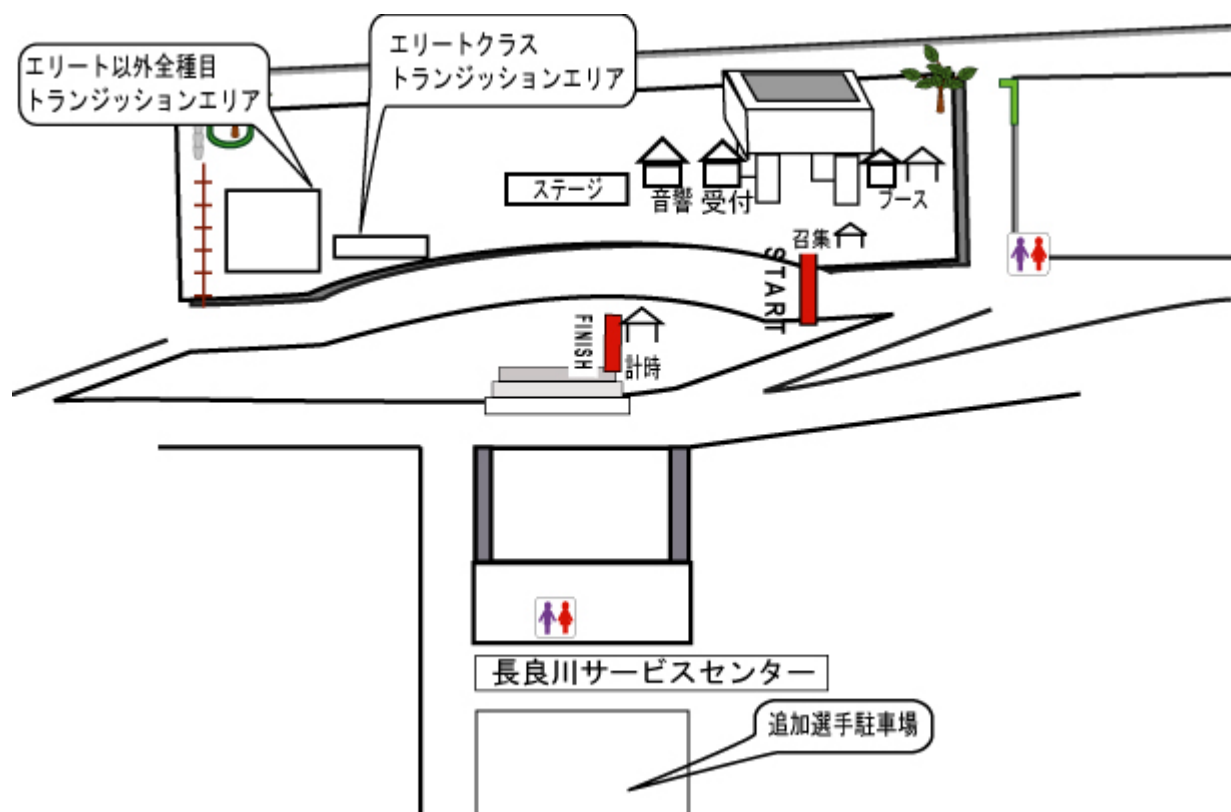 エリート以外全種目
トランジッションエリア
エリートクラス
トランジッションエリア
ステージ
音響
受付
ブース
召集
START
FINISH
計時
長良川サービスセンター
追加選手駐車場